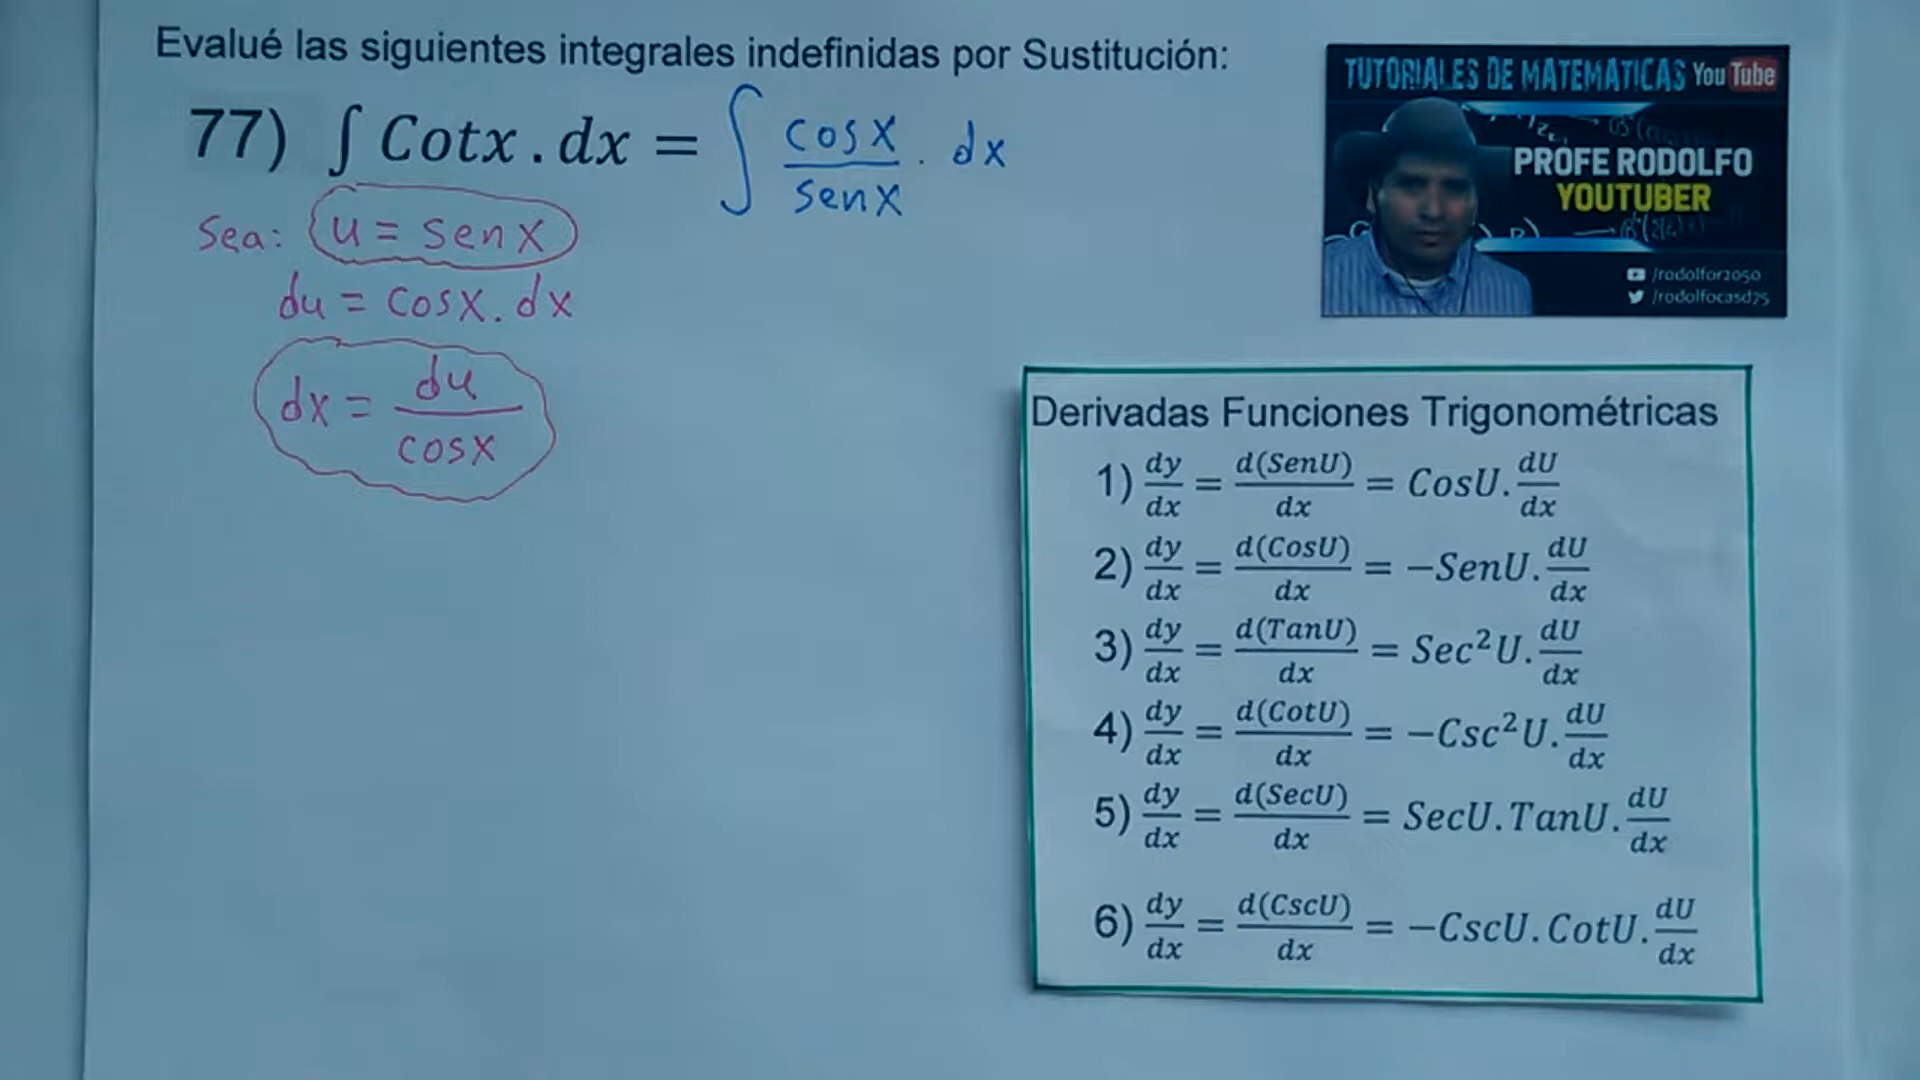 Evalué las siguientes integrales indefinidas por Sustitución:
77) ∫ Cotx . dx = ∫ cosx/senx . dx
Sea: u = senx
du = cosx . dx
dx = du/cosx
TUTORIALES DE MATEMATICAS YouTube
PROFE RODOLFO
YOUTUBER
/rodolfor2050
/rodolfocasd75
Derivadas Funciones Trigonométricas
1) dy/dx = d(SenU)/dx = CosU. dU/dx
2) dy/dx = d(CosU)/dx = −SenU. dU/dx
3) dy/dx = d(TanU)/dx = Sec²U. dU/dx
4) dy/dx = d(CotU)/dx = −Csc²U. dU/dx
5) dy/dx = d(SecU)/dx = SecU.TanU. dU/dx
6) dy/dx = d(CscU)/dx = −CscU.CotU. dU/dx